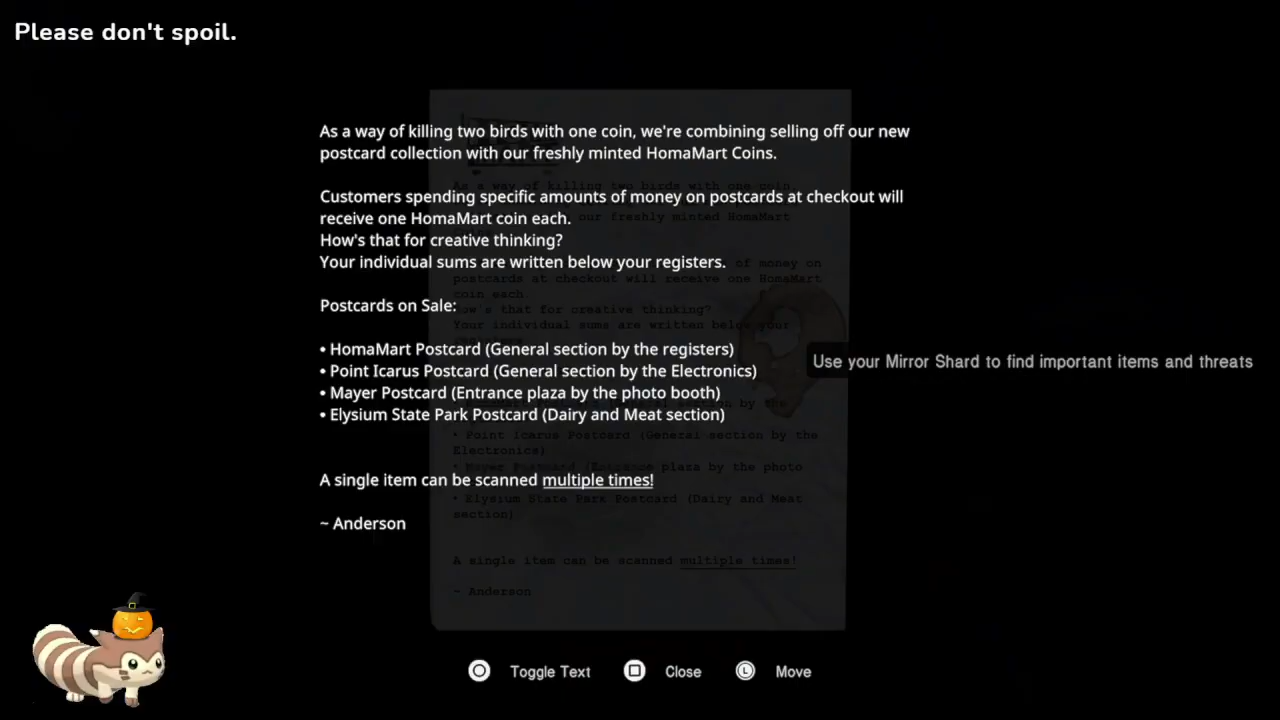 Please don't spoil.
As a way of killing two birds with one coin, we're combining selling off our new
postcard collection with our freshly minted HomaMart Coins.
Customers spending specific amounts of money on postcards at checkout will
receive one HomaMart coin each.
How's that for creative thinking?
Your individual sums are written below your registers.
Postcards on Sale:
• HomaMart Postcard (General section by the registers)
• Point Icarus Postcard (General section by the Electronics)
• Mayer Postcard (Entrance plaza by the photo booth)
• Elysium State Park Postcard (Dairy and Meat section)
A single item can be scanned multiple times!
~ Anderson
Use your Mirror Shard to find important items and threats
Toggle Text
Close
L Move